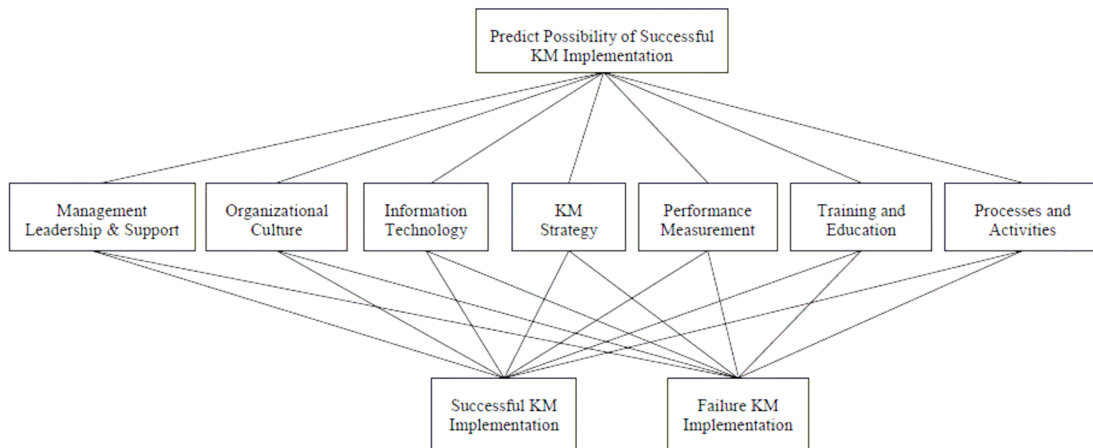 Predict Possibility of Successful
KM Implementation
Management
Leadership & Support
Organizational
Culture
Information
Technology
KM
Strategy
Performance
Measurement
Training and
Education
Processes and
Activities
Successful KM
Implementation
Failure KM
Implementation